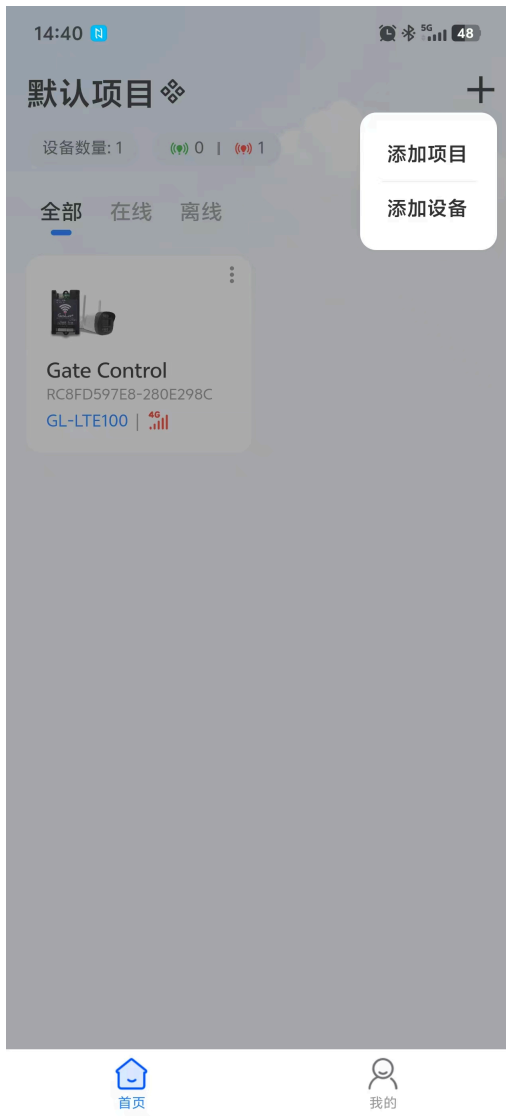 14:40
5G
48
默认项目
设备数量: 1
0 | 1
添加项目
添加设备
全部 在线 离线
Gate Control
RC8FD597E8-280E298C
GL-LTE100 | 4G
首页 我的